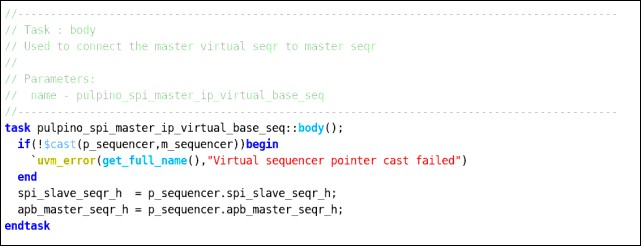 //--------------------------------------------------------------------------------------------
// Task : body
// Used to connect the master virtual seqr to master seqr
//
// Parameters:
//  name - pulpino_spi_master_ip_virtual_base_seq
//--------------------------------------------------------------------------------------------
task pulpino_spi_master_ip_virtual_base_seq::body();
  if(!$cast(p_sequencer,m_sequencer))begin
    `uvm_error(get_full_name(),"Virtual sequencer pointer cast failed")
  end
  spi_slave_seqr_h  = p_sequencer.spi_slave_seqr_h;
  apb_master_seqr_h = p_sequencer.apb_master_seqr_h;
endtask